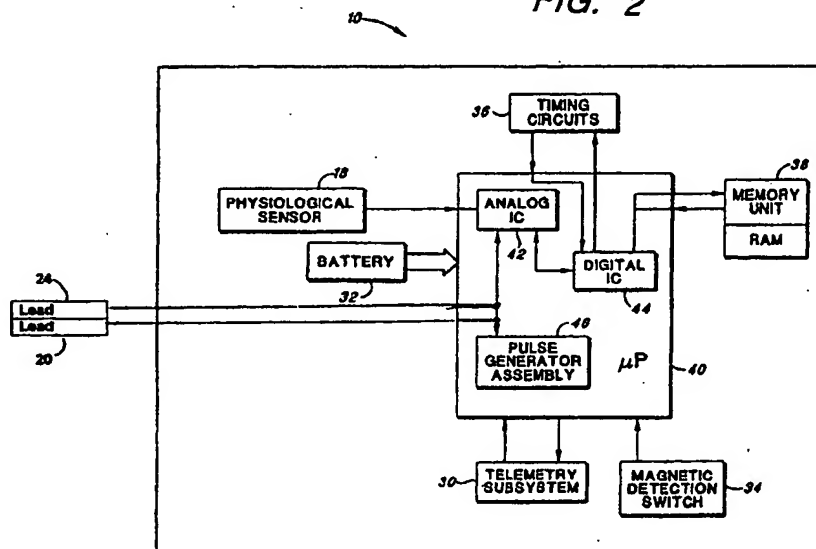 FIG. 2
10
36
TIMING
CIRCUITS
18
PHYSIOLOGICAL
SENSOR
ANALOG
IC
42
38
MEMORY
UNIT
RAM
BATTERY
32
DIGITAL
IC
44
24
Lead
Lead
20
46
PULSE
GENERATOR
ASSEMBLY
μP
40
30
TELEMETRY
SUBSYSTEM
MAGNETIC
DETECTION
SWITCH
34